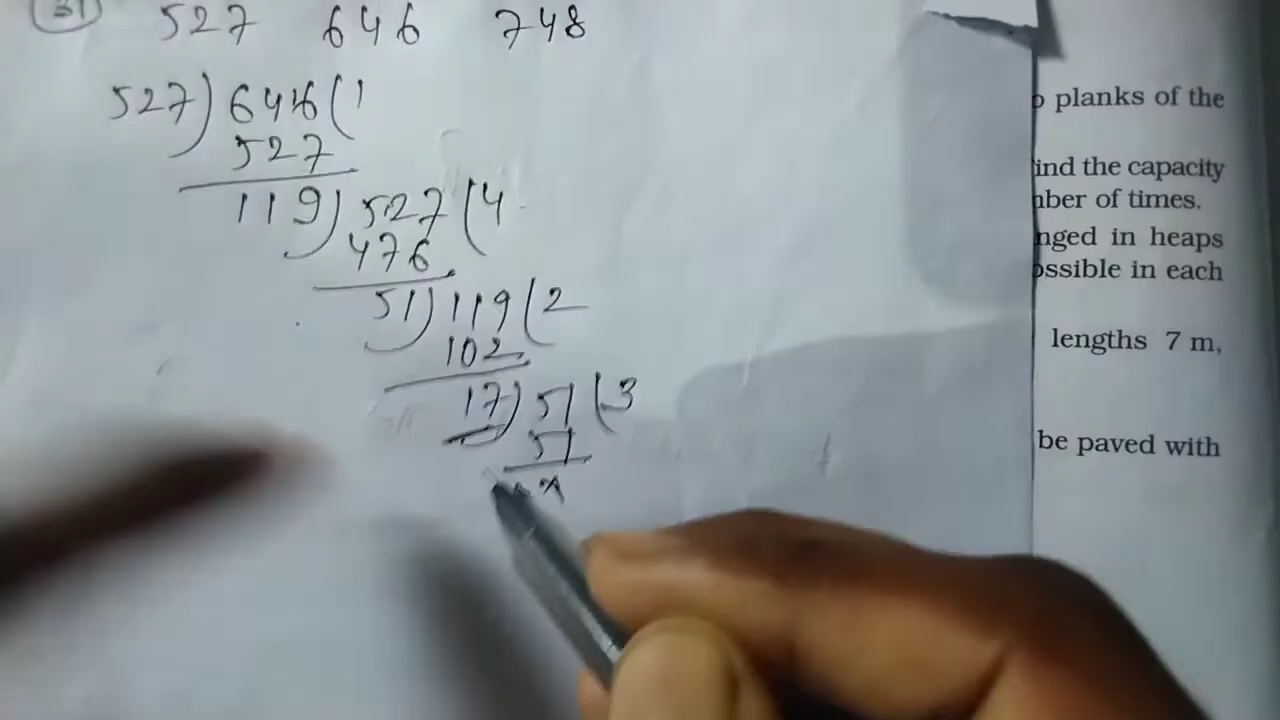 31
527 646 748
527) 646 (1
527
119) 527 (4
476
51) 119 (2
102
17) 51 (3
51
x x
planks of the
ind the capacity
ber of times.
nged in heaps
ossible in each
lengths 7 m,
be paved with